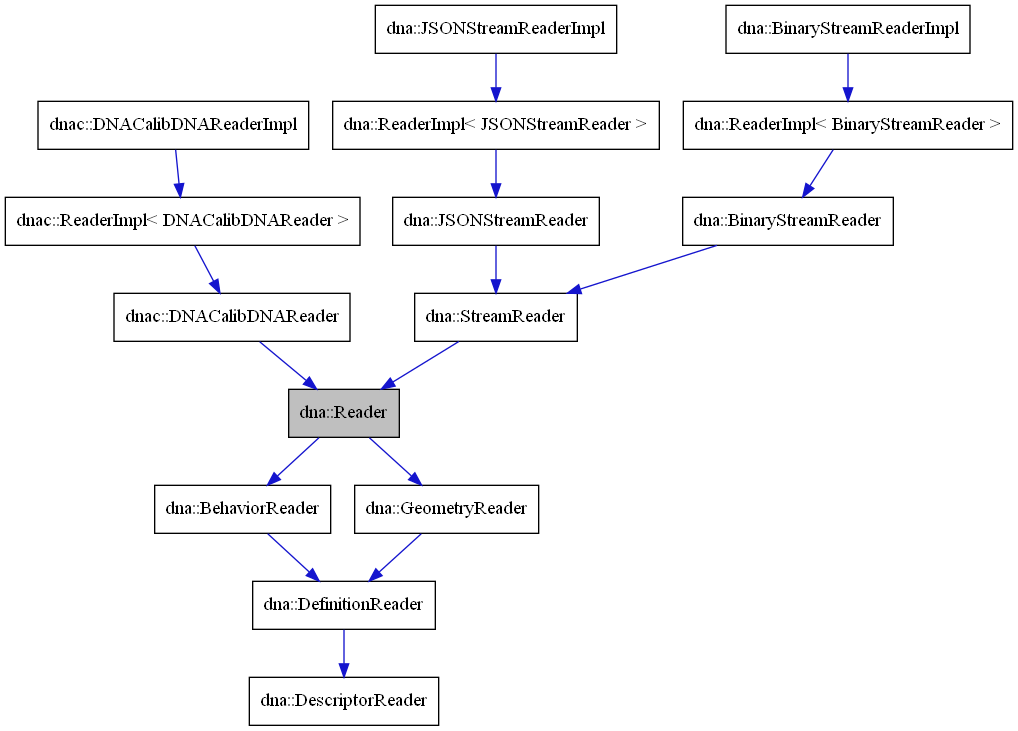 dna::JSONStreamReaderImpl
dna::BinaryStreamReaderImpl
dnac::DNACalibDNAReaderImpl
dna::ReaderImpl< JSONStreamReader >
dna::ReaderImpl< BinaryStreamReader >
dnac::ReaderImpl< DNACalibDNAReader >
dna::JSONStreamReader
dna::BinaryStreamReader
dnac::DNACalibDNAReader
dna::StreamReader
dna::Reader
dna::BehaviorReader
dna::GeometryReader
dna::DefinitionReader
dna::DescriptorReader